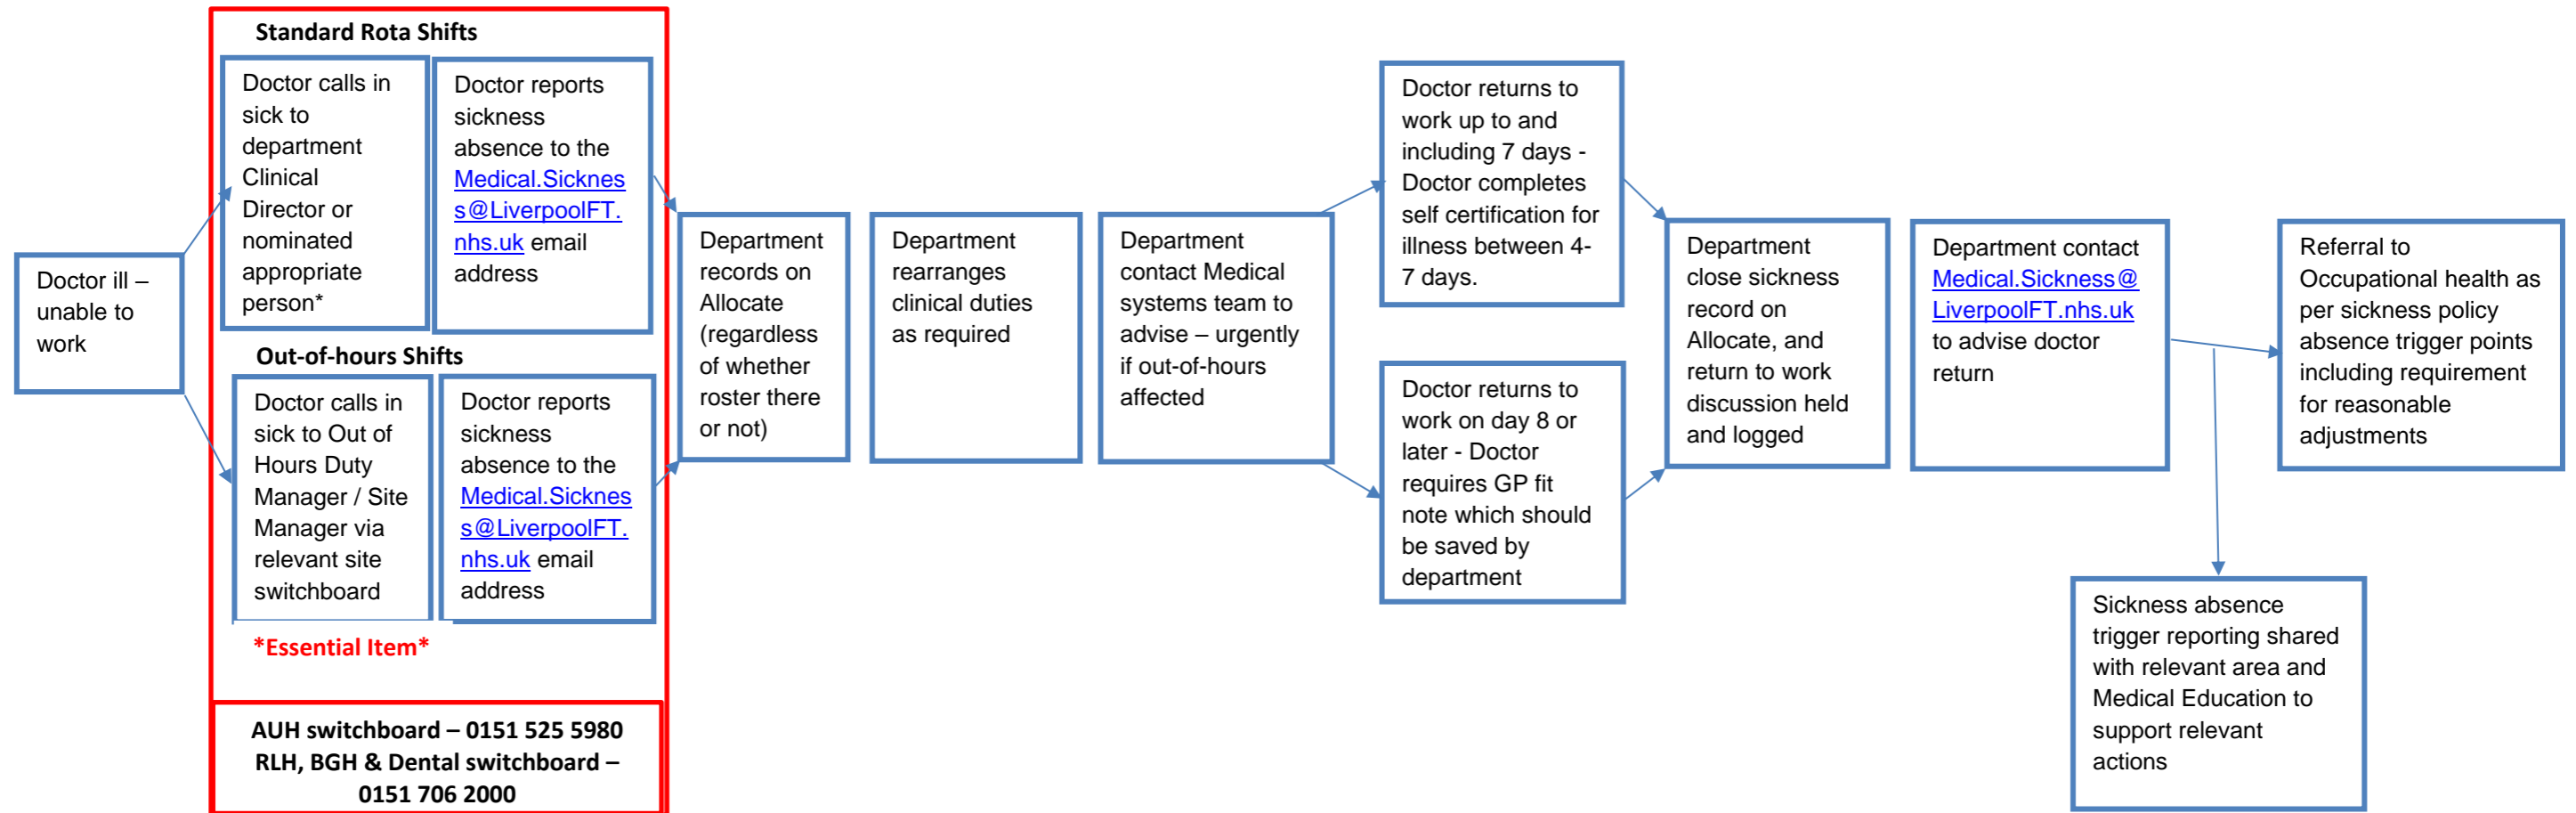 Doctor ill –
unable to
work
Standard Rota Shifts
Doctor calls in
sick to
department
Clinical
Director or
nominated
appropriate
person*
Doctor reports
sickness
absence to the
Medical.Sicknes
s@LiverpoolFT.
nhs.uk email
address
Out-of-hours Shifts
Doctor calls in
sick to Out of
Hours Duty
Manager / Site
Manager via
relevant site
switchboard
Doctor reports
sickness
absence to the
Medical.Sicknes
s@LiverpoolFT.
nhs.uk email
address
*Essential Item*
AUH switchboard – 0151 525 5980
RLH, BGH & Dental switchboard –
0151 706 2000
Department
records on
Allocate
(regardless
of whether
roster there
or not)
Department
rearranges
clinical duties
as required
Department
contact Medical
systems team to
advise – urgently
if out-of-hours
affected
Doctor returns to
work up to and
including 7 days -
Doctor completes
self certification for
illness between 4-
7 days.
Doctor returns to
work on day 8 or
later - Doctor
requires GP fit
note which should
be saved by
department
Department
close sickness
record on
Allocate, and
return to work
discussion held
and logged
Department contact
Medical.Sickness@
LiverpoolFT.nhs.uk
to advise doctor
return
Referral to
Occupational health as
per sickness policy
absence trigger points
including requirement
for reasonable
adjustments
Sickness absence
trigger reporting shared
with relevant area and
Medical Education to
support relevant
actions